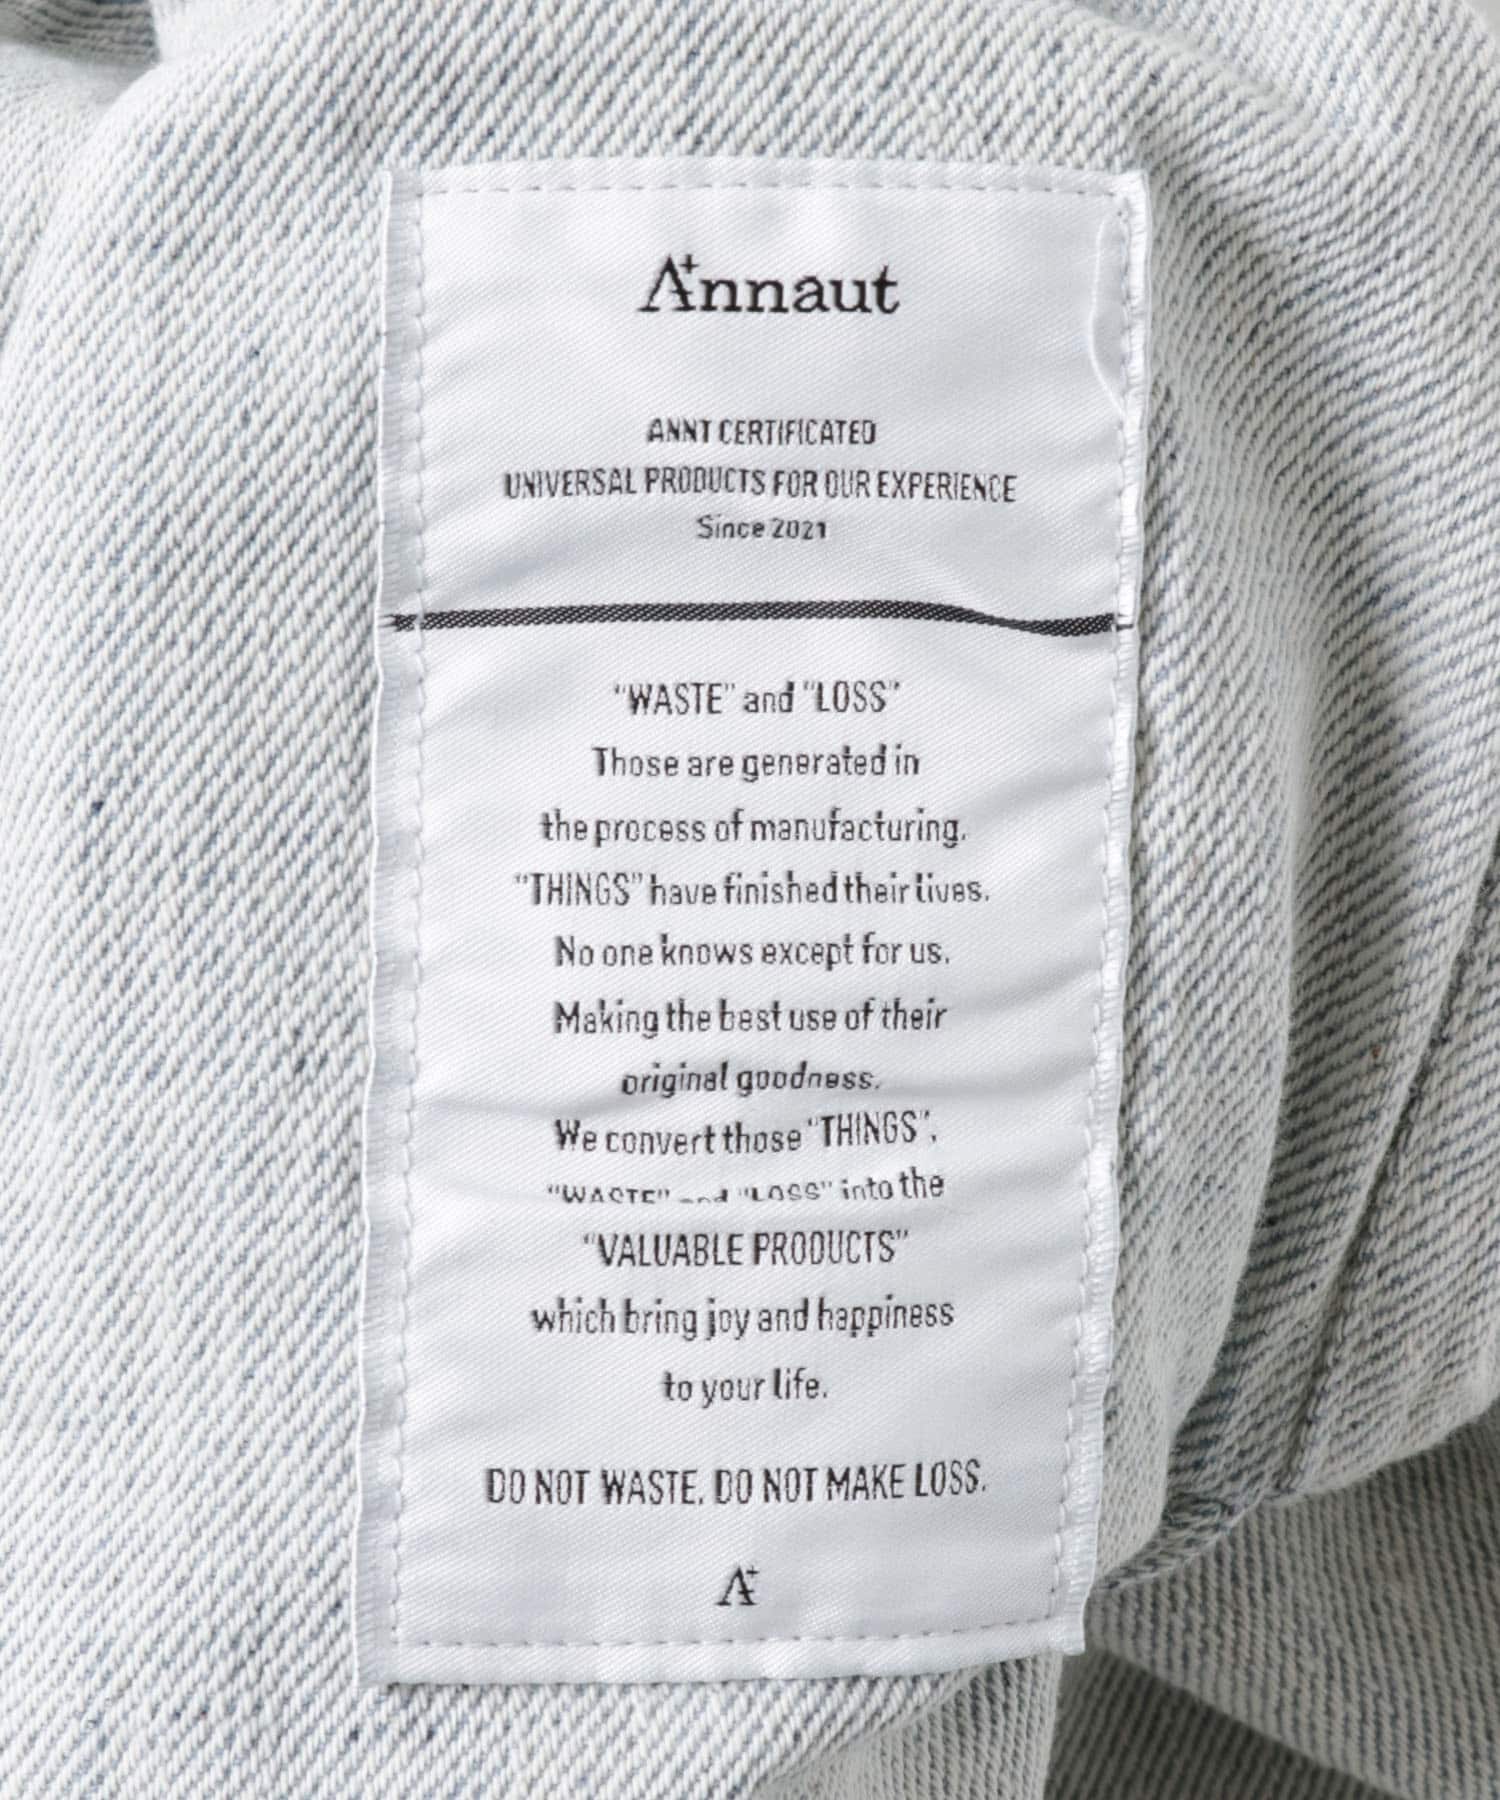 Annaut
ANNT CERTIFICATED
UNIVERSAL PRODUCTS FOR OUR EXPERIENCE
Since 2021
“WASTE” and “LOSS”
Those are generated in
the process of manufacturing.
“THINGS” have finished their lives.
No one knows except for us.
Making the best use of their
original goodness.
We convert those “THINGS”,
“WASTE” and “LOSS” into the
“VALUABLE PRODUCTS”
which bring joy and happiness
to your life.
DO NOT WASTE. DO NOT MAKE LOSS.
A+